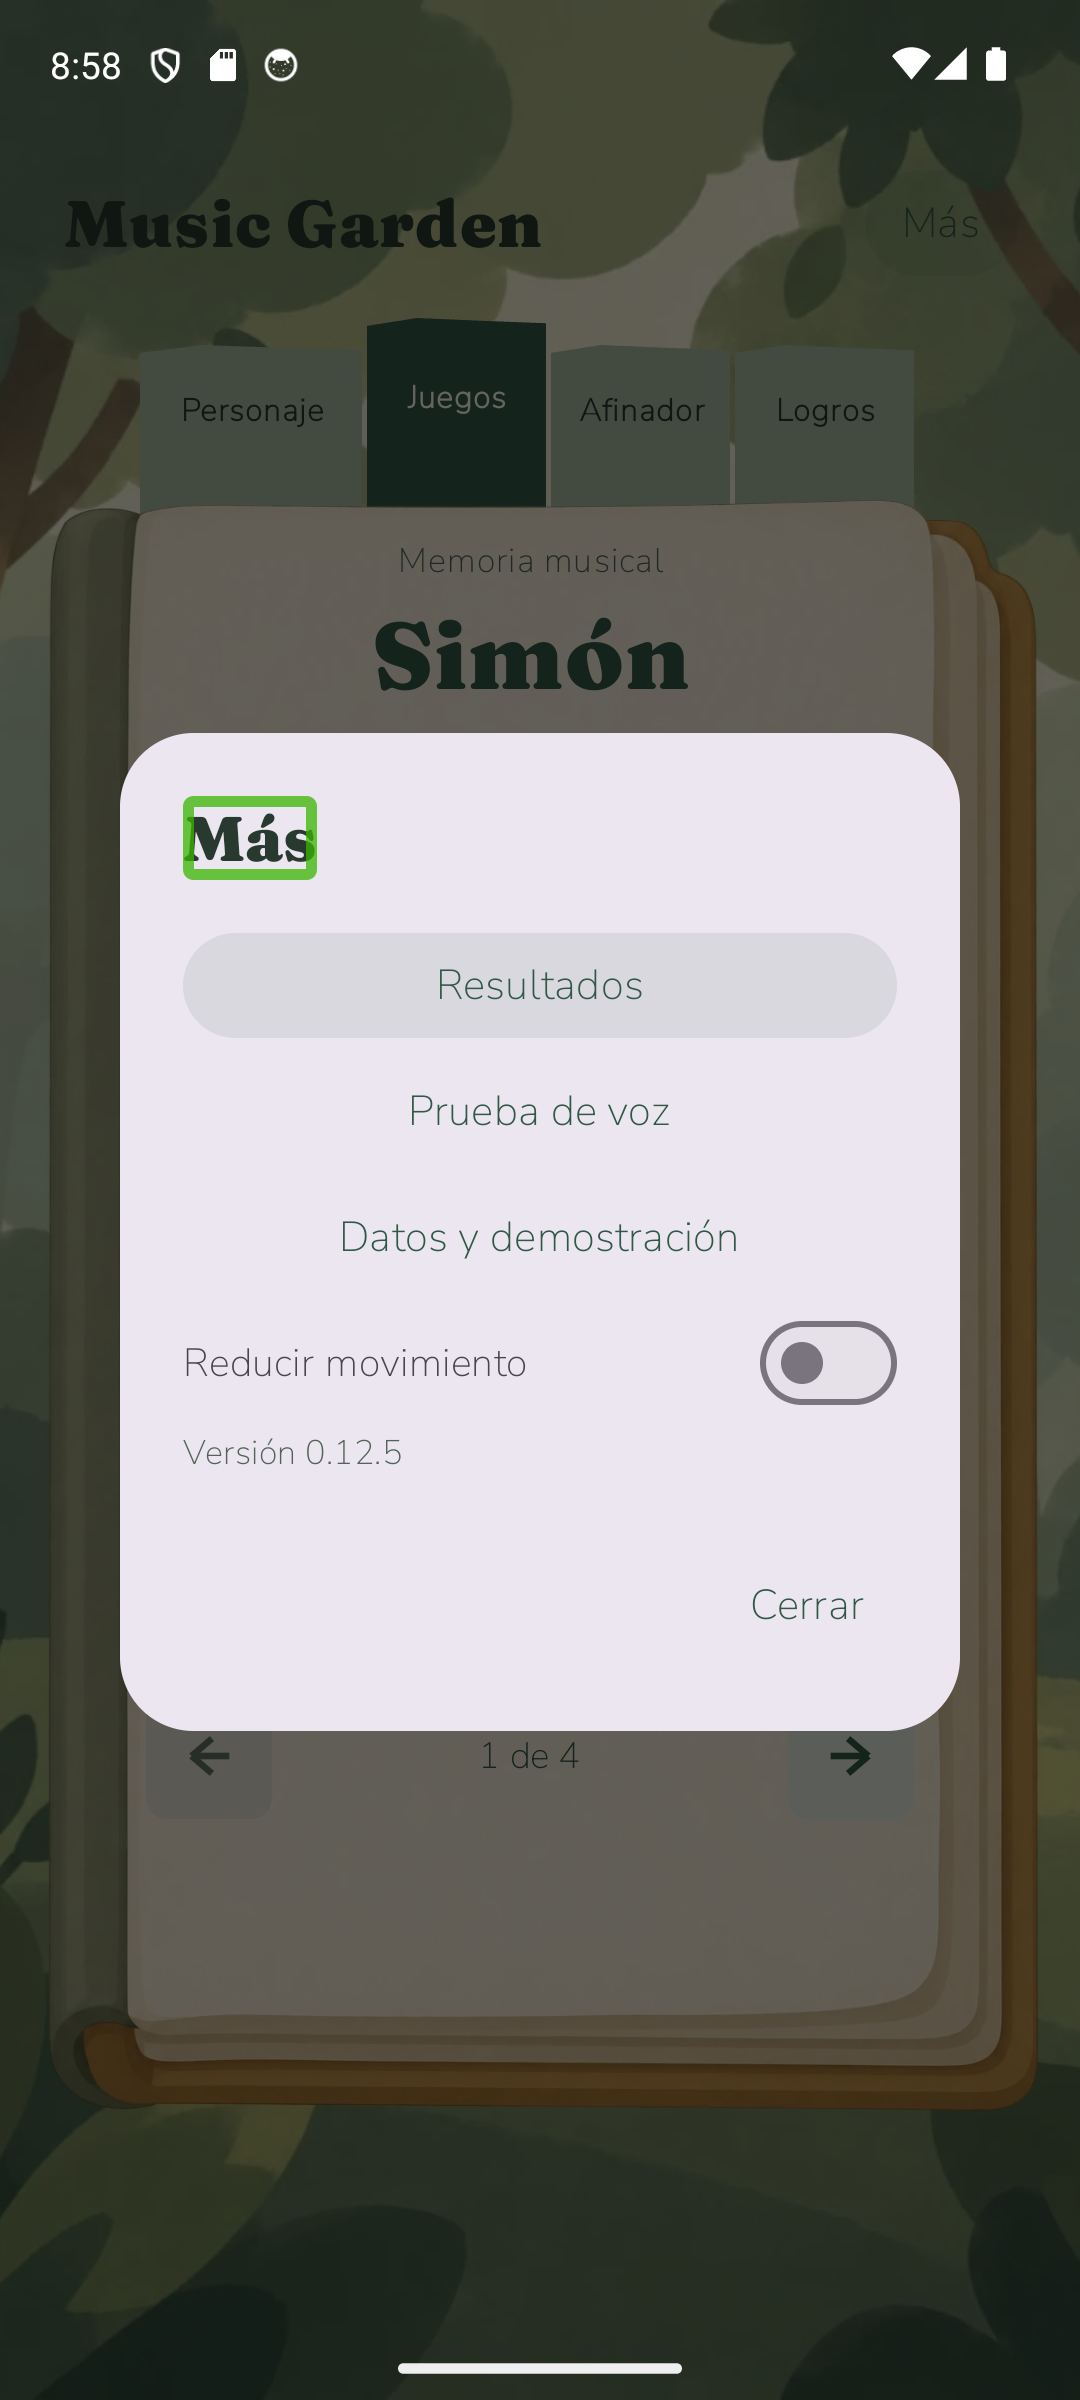 8:58
Music Garden
Más
Personaje
Juegos
Afinador
Logros
Memoria musical
Simón
Más
Resultados
Prueba de voz
Datos y demostración
Reducir movimiento
Versión 0.12.5
Cerrar
1 de 4